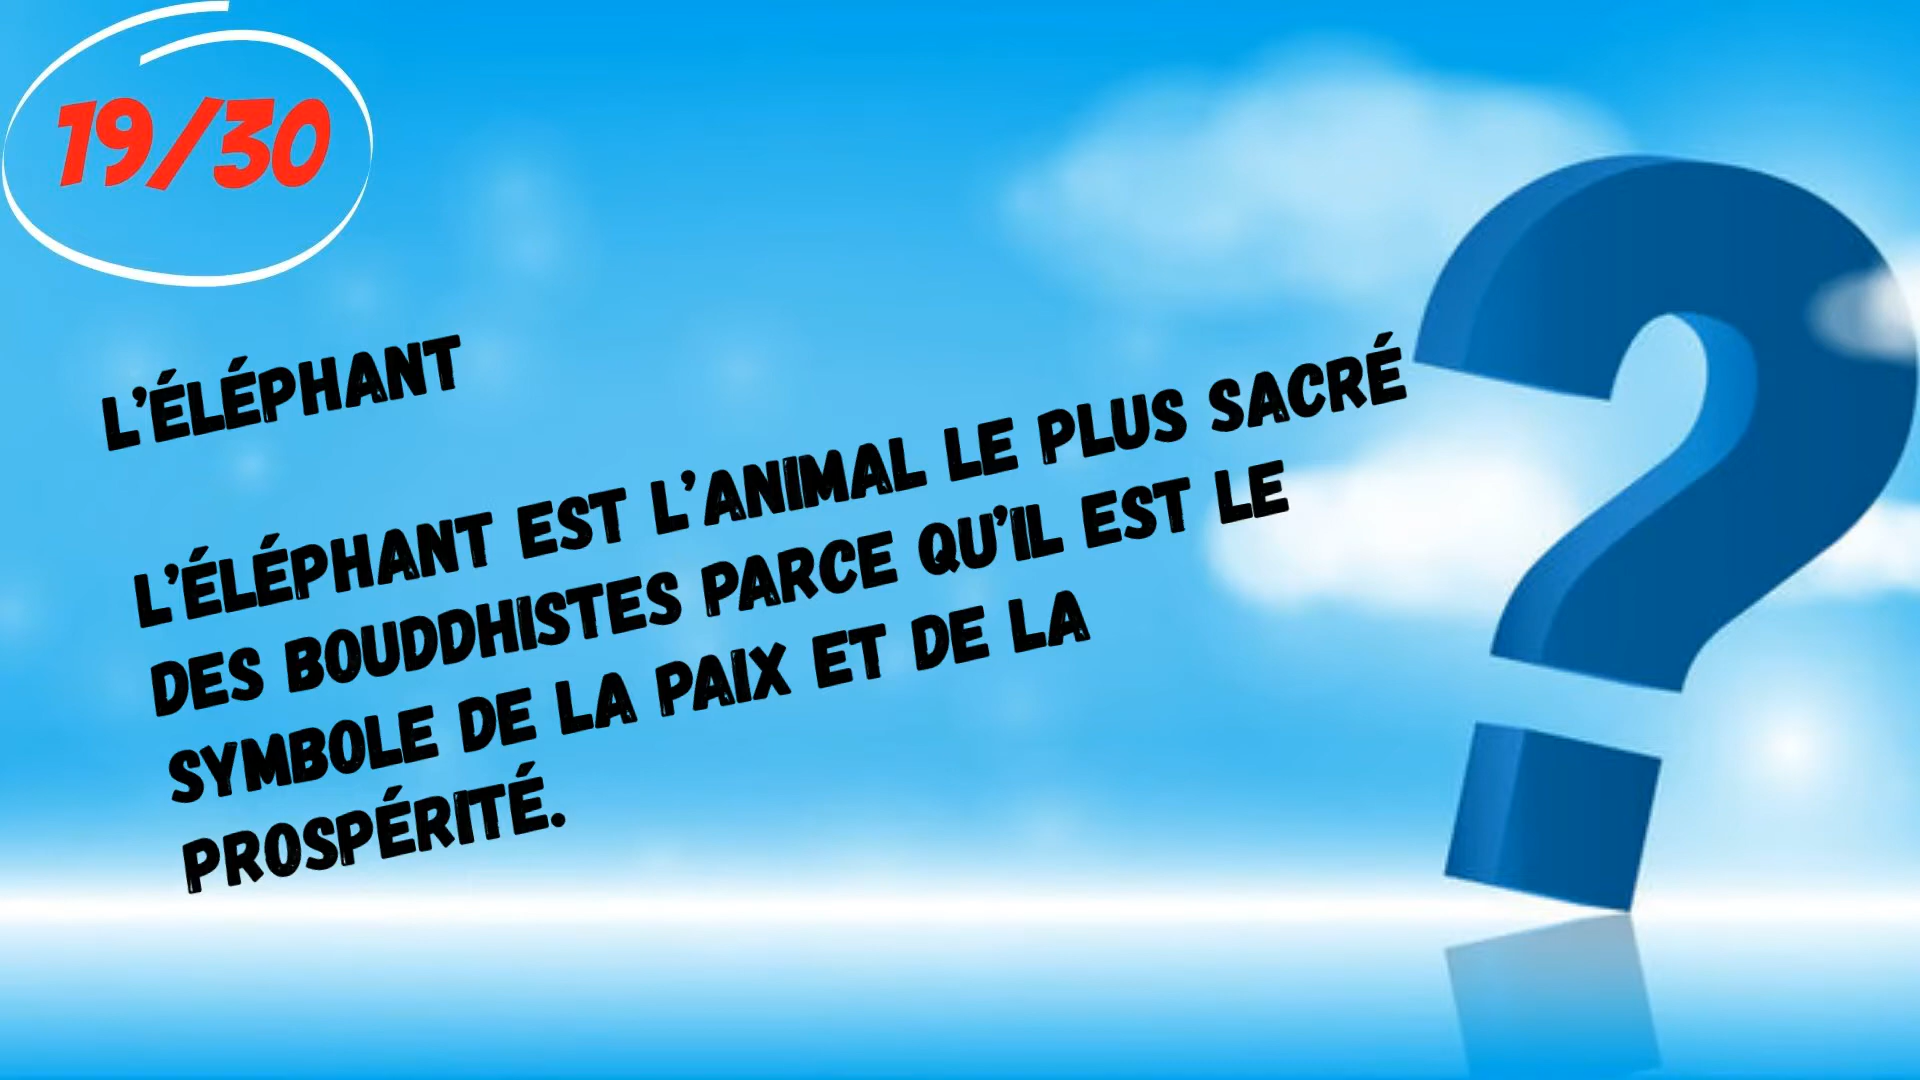 19/30
L'ÉLÉPHANT
L'ÉLÉPHANT EST L'ANIMAL LE PLUS SACRÉ
DES BOUDDHISTES PARCE QU'IL EST LE
SYMBOLE DE LA PAIX ET DE LA
PROSPÉRITÉ.